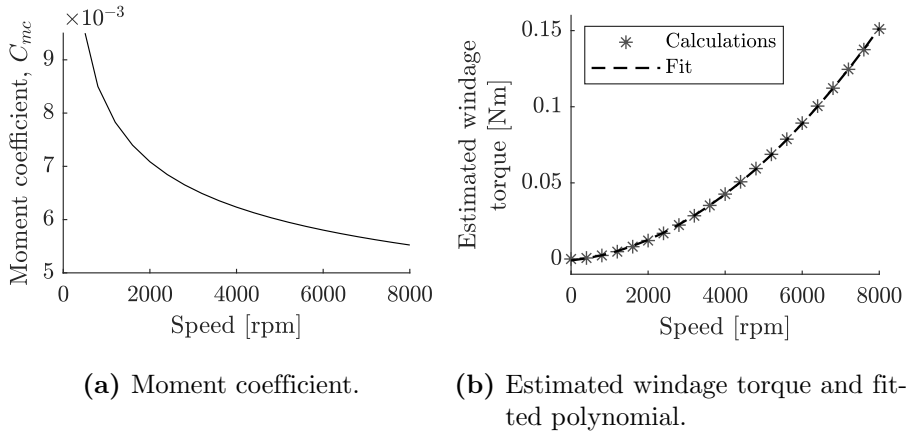 ×10⁻³
9
8
7
6
5
0
2000
4000
6000
8000
Moment coefficient, C_mc
Speed [rpm]
(a) Moment coefficient.
0.15
0.1
0.05
0
0
2000
4000
6000
8000
Estimated windage
torque [Nm]
Calculations
Fit
Speed [rpm]
(b) Estimated windage torque and fit-
ted polynomial.